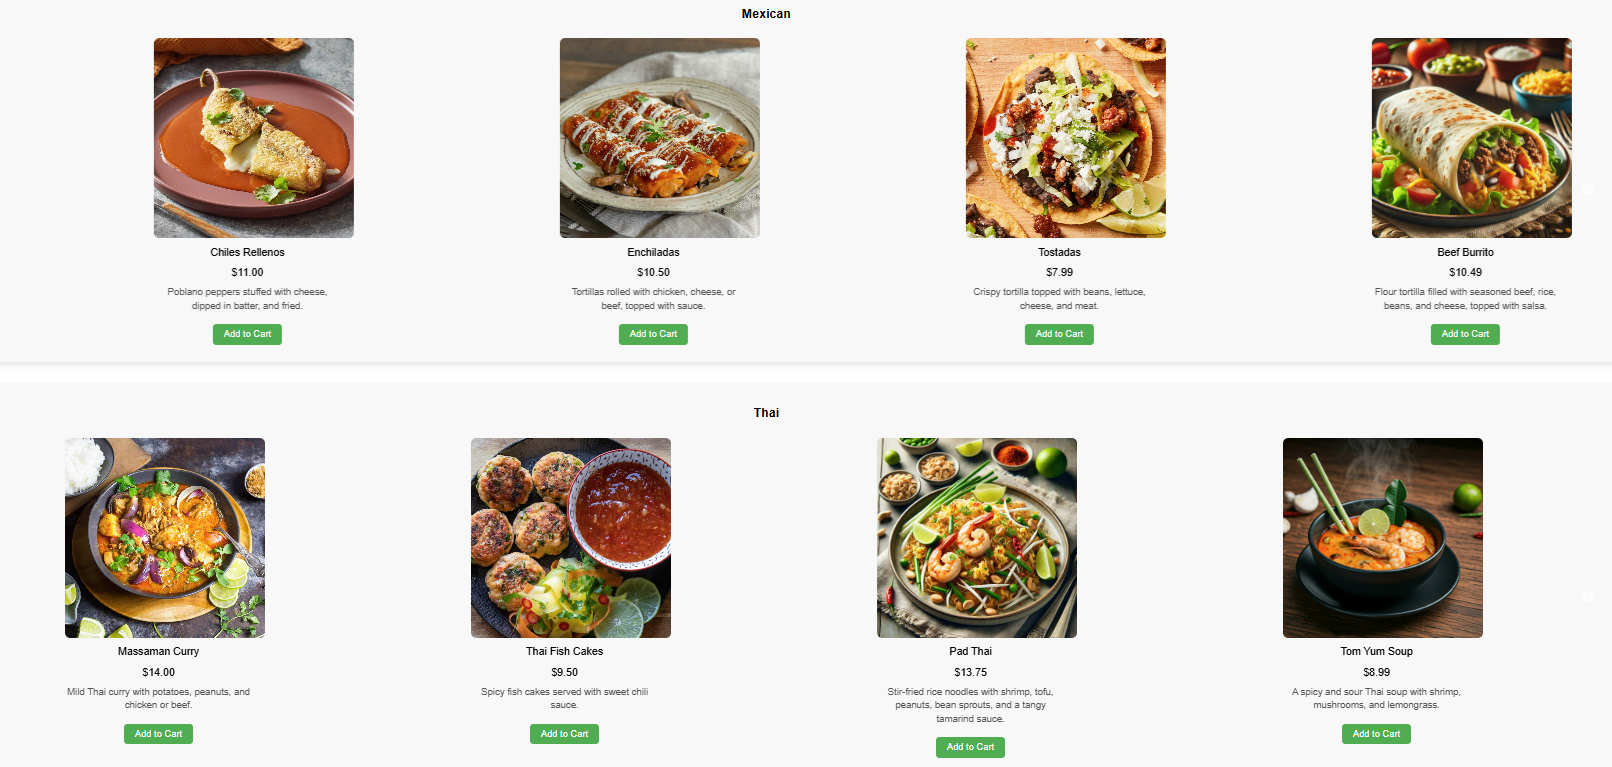 Mexican
Chiles Rellenos
$11.00
Poblano peppers stuffed with cheese,
dipped in batter, and fried.
Add to Cart
Enchiladas
$10.50
Tortillas rolled with chicken, cheese, or
beef, topped with sauce.
Add to Cart
Tostadas
$7.99
Crispy tortilla topped with beans, lettuce,
cheese, and meat.
Add to Cart
Beef Burrito
$10.49
Flour tortilla filled with seasoned beef, rice,
beans, and cheese, topped with salsa.
Add to Cart
Thai
Massaman Curry
$14.00
Mild Thai curry with potatoes, peanuts, and
chicken or beef.
Add to Cart
Thai Fish Cakes
$9.50
Spicy fish cakes served with sweet chili
sauce.
Add to Cart
Pad Thai
$13.75
Stir-fried rice noodles with shrimp, tofu,
peanuts, bean sprouts, and a tangy
tamarind sauce.
Add to Cart
Tom Yum Soup
$8.99
A spicy and sour Thai soup with shrimp,
mushrooms, and lemongrass.
Add to Cart